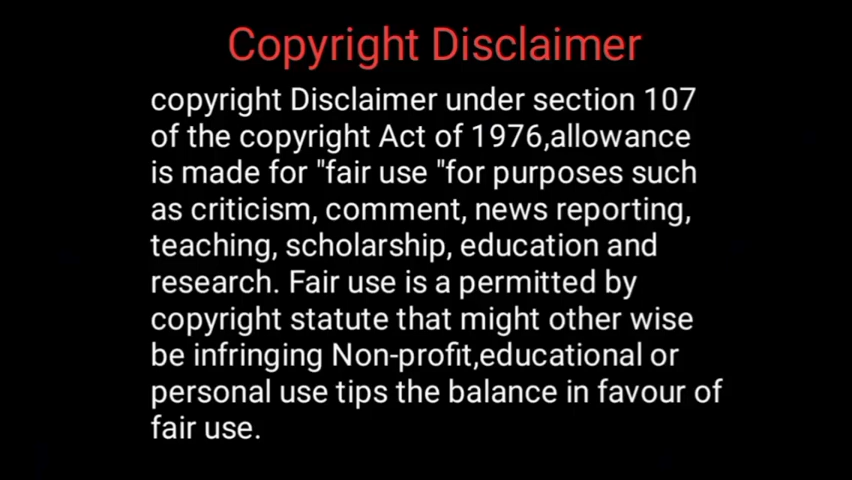 Copyright Disclaimer
copyright Disclaimer under section 107
of the copyright Act of 1976,allowance
is made for "fair use "for purposes such
as criticism, comment, news reporting,
teaching, scholarship, education and
research. Fair use is a permitted by
copyright statute that might other wise
be infringing Non-profit,educational or
personal use tips the balance in favour of
fair use.